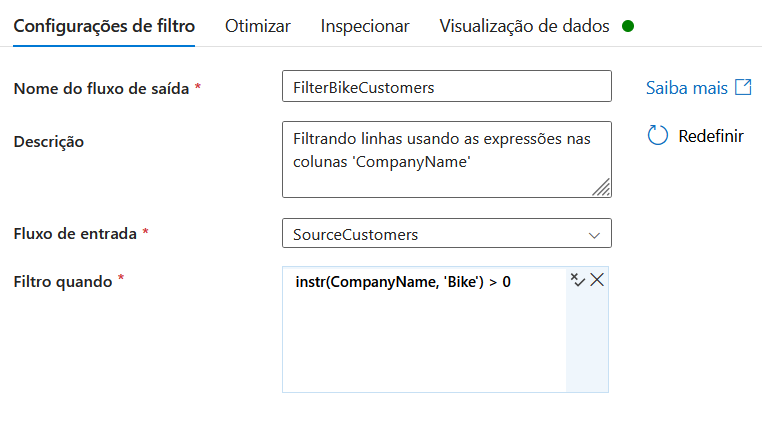 Configurações de filtro Otimizar Inspecionar Visualização de dados
Nome do fluxo de saída * FilterBikeCustomers Saiba mais
Descrição Filtrando linhas usando as expressões nas Redefinir
colunas 'CompanyName'
Fluxo de entrada * SourceCustomers
Filtro quando * instr(CompanyName, 'Bike') > 0